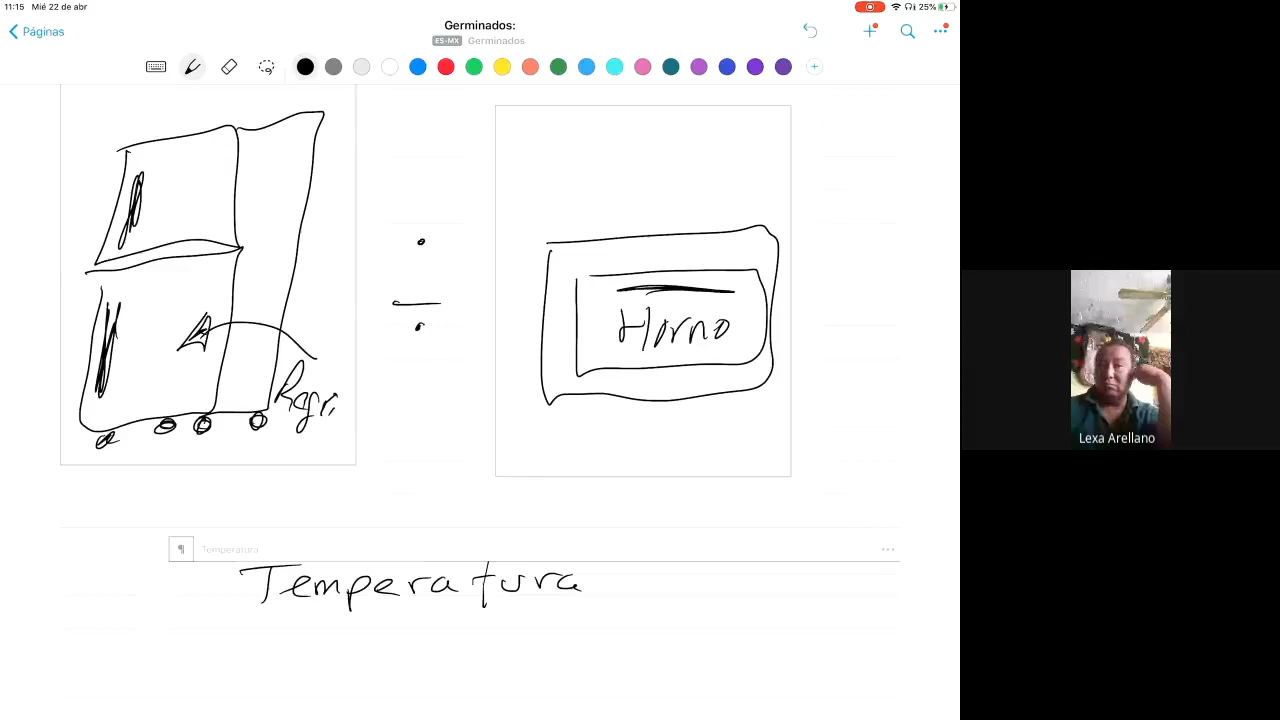 11:15 Mié 22 de abr
25%
Páginas
Germinados:
ES-MX Germinados
Refri
Horno
¶ Temperatura
Temperatura
Lexa Arellano